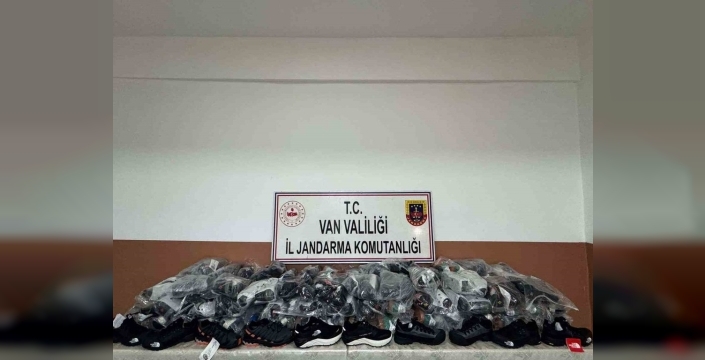 T.C.
VAN VALİLİĞİ
İL JANDARMA KOMUTANLIĞI